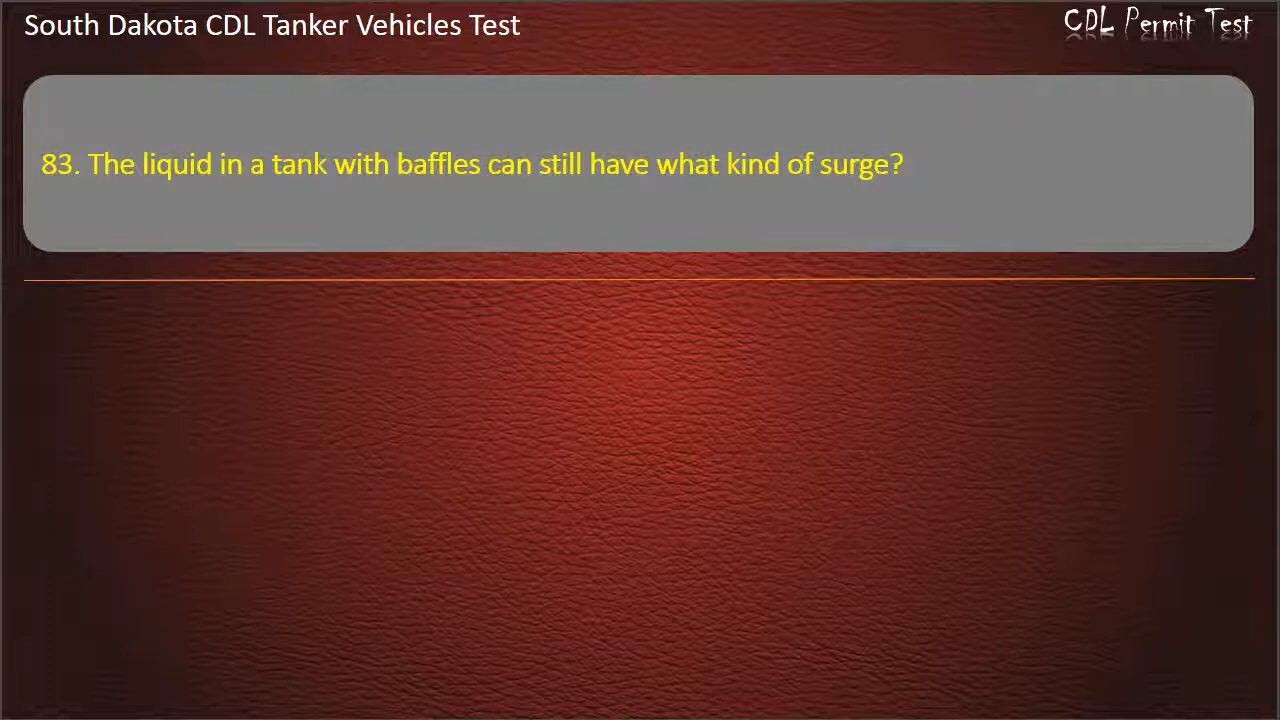 South Dakota CDL Tanker Vehicles Test
CDL Permit Test
83. The liquid in a tank with baffles can still have what kind of surge?